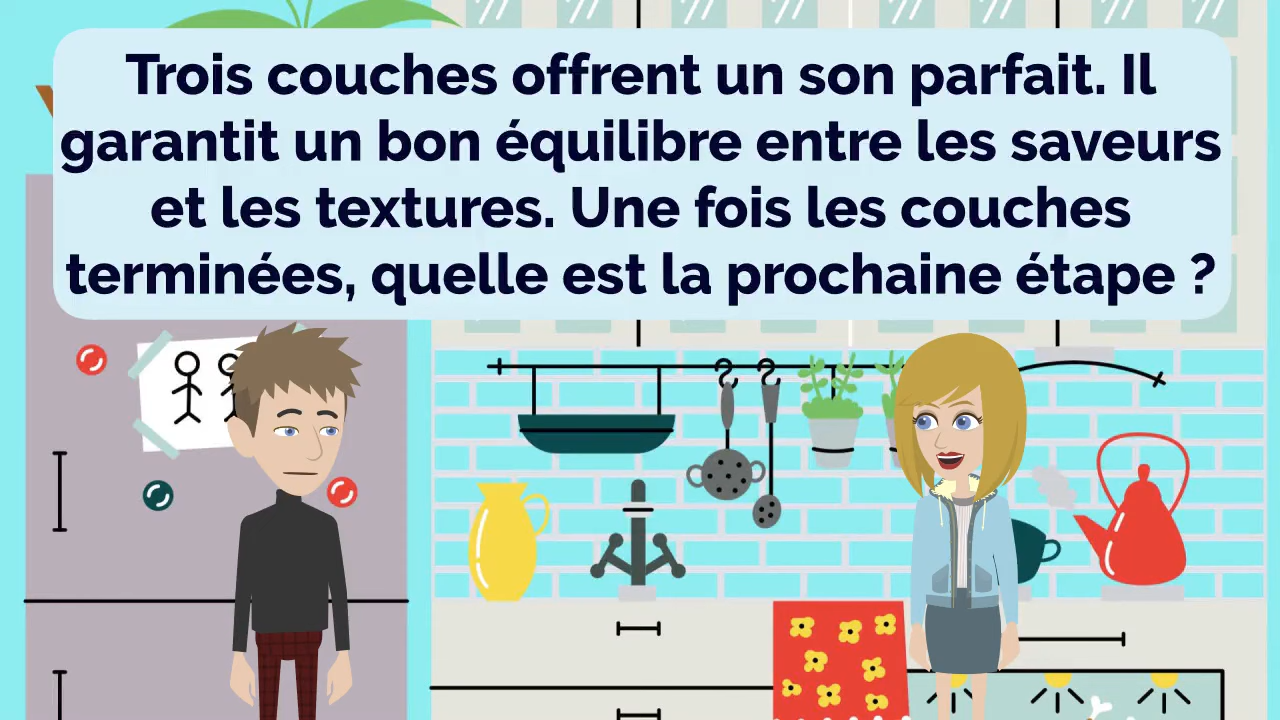 Trois couches offrent un son parfait. Il
garantit un bon équilibre entre les saveurs
et les textures. Une fois les couches
terminées, quelle est la prochaine étape ?